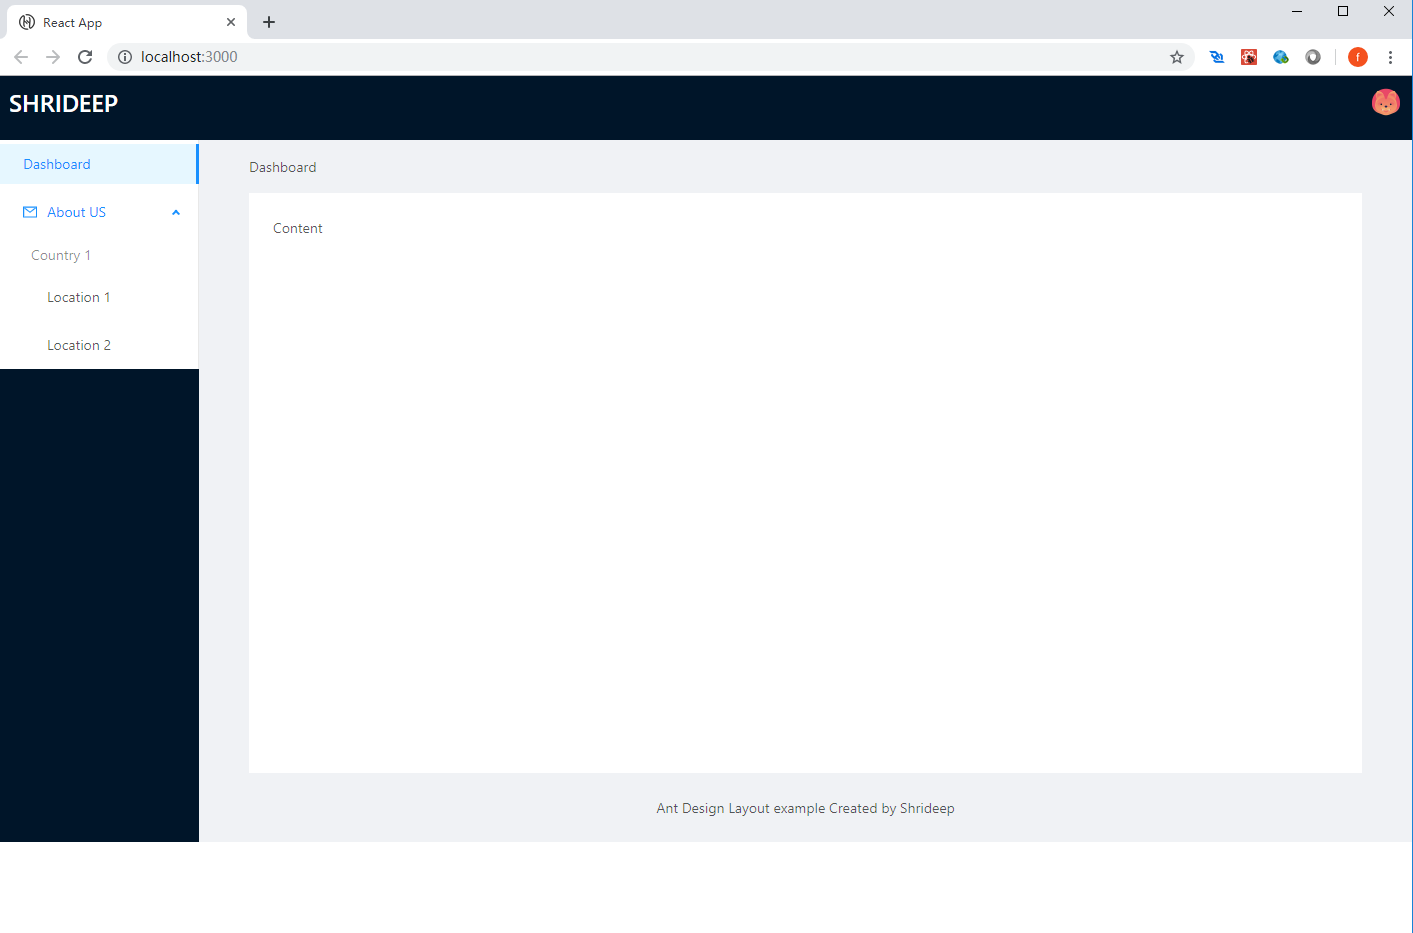 React App
localhost:3000
f
SHRIDEEP
Dashboard
Dashboard
About US
Content
Country 1
Location 1
Location 2
Ant Design Layout example Created by Shrideep